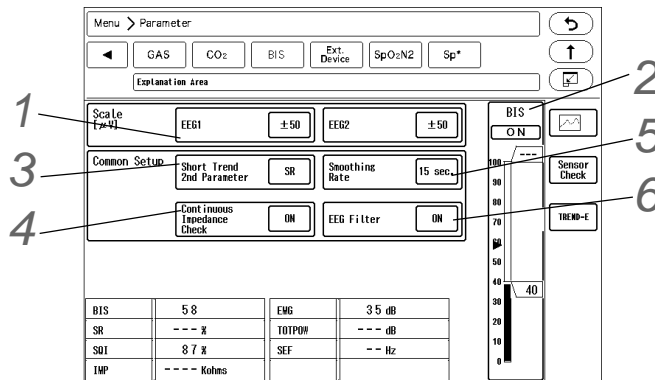 Menu > Parameter
◀ GAS CO₂ BIS Ext. Device SpO₂N2 Sp*
Explanation Area
1
2
3
4
5
6
Scale [μV] EEG1 ±50 EEG2 ±50
Common Setup
Short Trend 2nd Parameter SR
Smoothing Rate 15 sec.
Continuous Impedance Check ON
EEG Filter ON
BIS
ON
---
100
90
80
70
60
50
40
30
20
10
0
40
Sensor Check
TREND-E
BIS 58 EMG 35 dB
SR --- % TOTPOW --- dB
SQI 87 % SEF -- Hz
IMP ---- Kohms